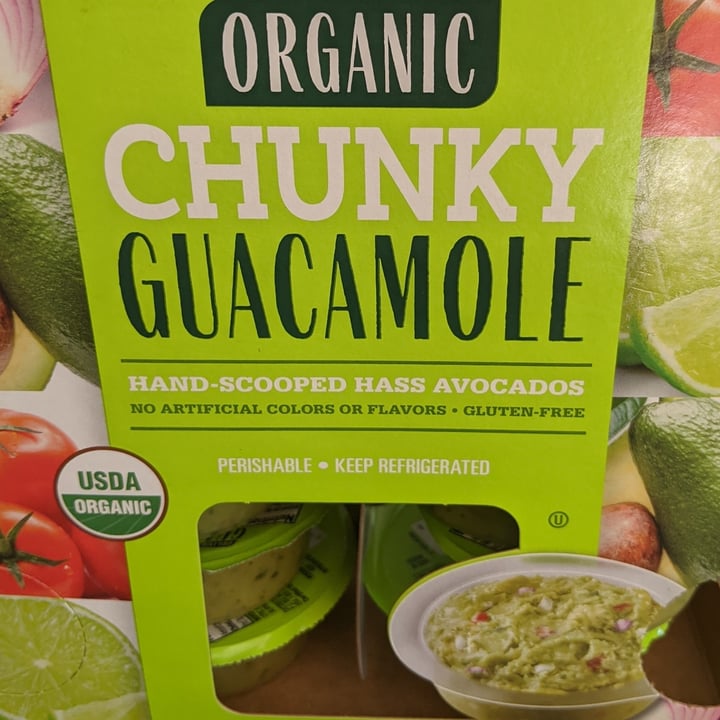 ORGANIC
CHUNKY
GUACAMOLE
HAND-SCOOPED HASS AVOCADOS
NO ARTIFICIAL COLORS OR FLAVORS • GLUTEN-FREE
PERISHABLE • KEEP REFRIGERATED
USDA
ORGANIC
U